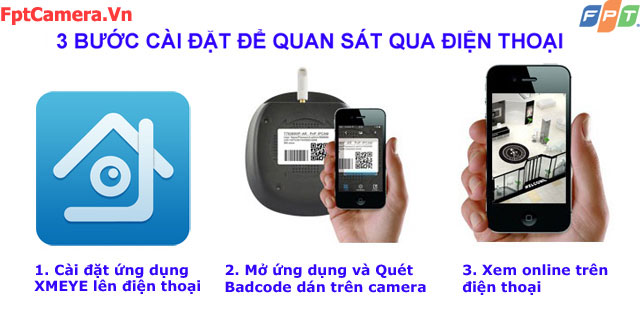 FptCamera.Vn
FPT
3 BƯỚC CÀI ĐẶT ĐỂ QUAN SÁT QUA ĐIỆN THOẠI
WELCOME
1. Cài đặt ứng dụng
XMEYE lên điện thoại
2. Mở ứng dụng và Quét
Badcode dán trên camera
3. Xem online trên
điện thoại